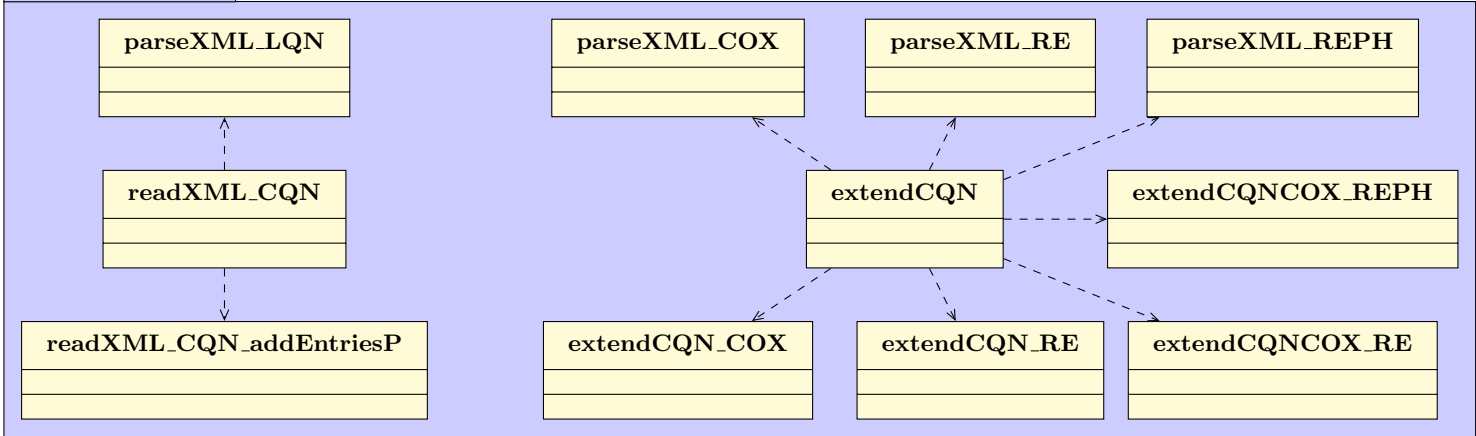 parseXML_LQN
parseXML_COX
parseXML_RE
parseXML_REPH
readXML_CQN
extendCQN
extendCQNCOX_REPH
readXML_CQN_addEntriesP
extendCQN_COX
extendCQN_RE
extendCQNCOX_RE